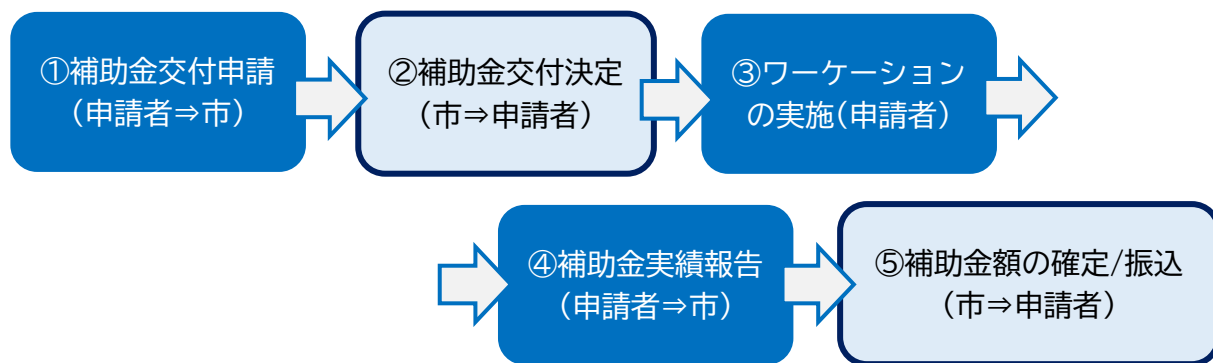 ①補助金交付申請
（申請者⇒市）
②補助金交付決定
（市⇒申請者）
③ワーケーション
の実施(申請者)
④補助金実績報告
（申請者⇒市）
⑤補助金額の確定/振込
（市⇒申請者）